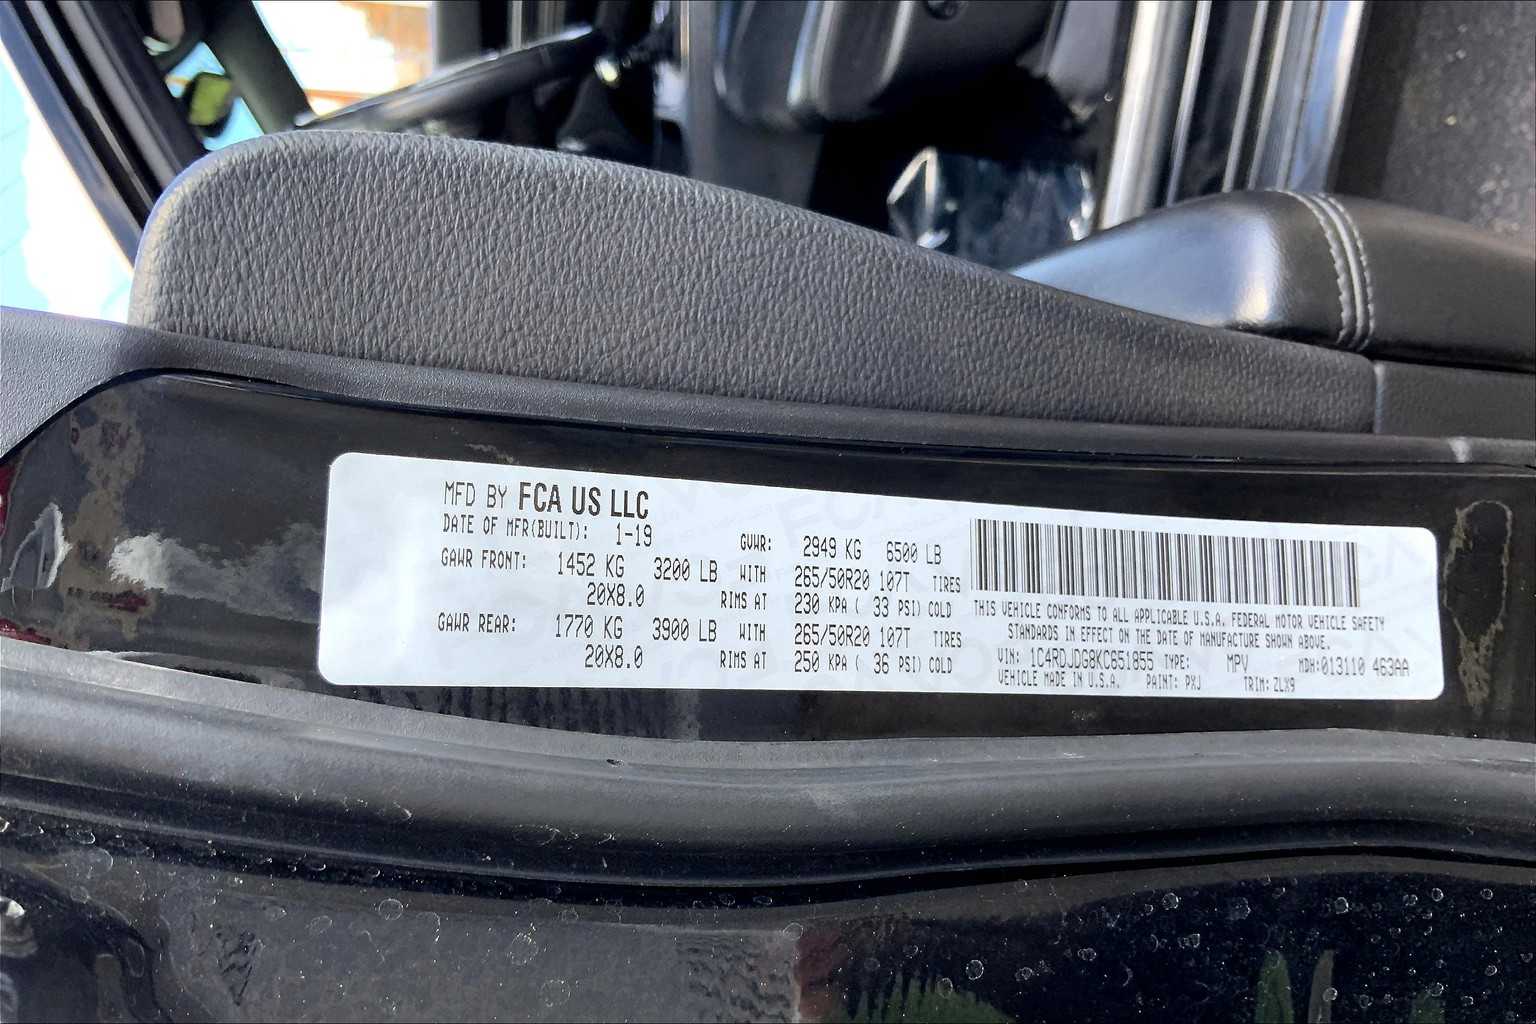 MFD BY FCA US LLC
DATE OF MFR(BUILT): 1-19
GVWR: 2949 KG 6500 LB
GAWR FRONT: 1452 KG 3200 LB WITH 265/50R20 107T TIRES
20X8.0 RIMS AT 230 KPA ( 33 PSI) COLD
GAWR REAR: 1770 KG 3900 LB WITH 265/50R20 107T TIRES
20X8.0 RIMS AT 250 KPA ( 36 PSI) COLD
THIS VEHICLE CONFORMS TO ALL APPLICABLE U.S.A. FEDERAL MOTOR VEHICLE SAFETY
STANDARDS IN EFFECT ON THE DATE OF MANUFACTURE SHOWN ABOVE.
VIN: 1C4RDJDG8KC651855 TYPE: MPV MDH:013110 463AA
VEHICLE MADE IN U.S.A. PAINT: PXJ TRIM: ZLX9